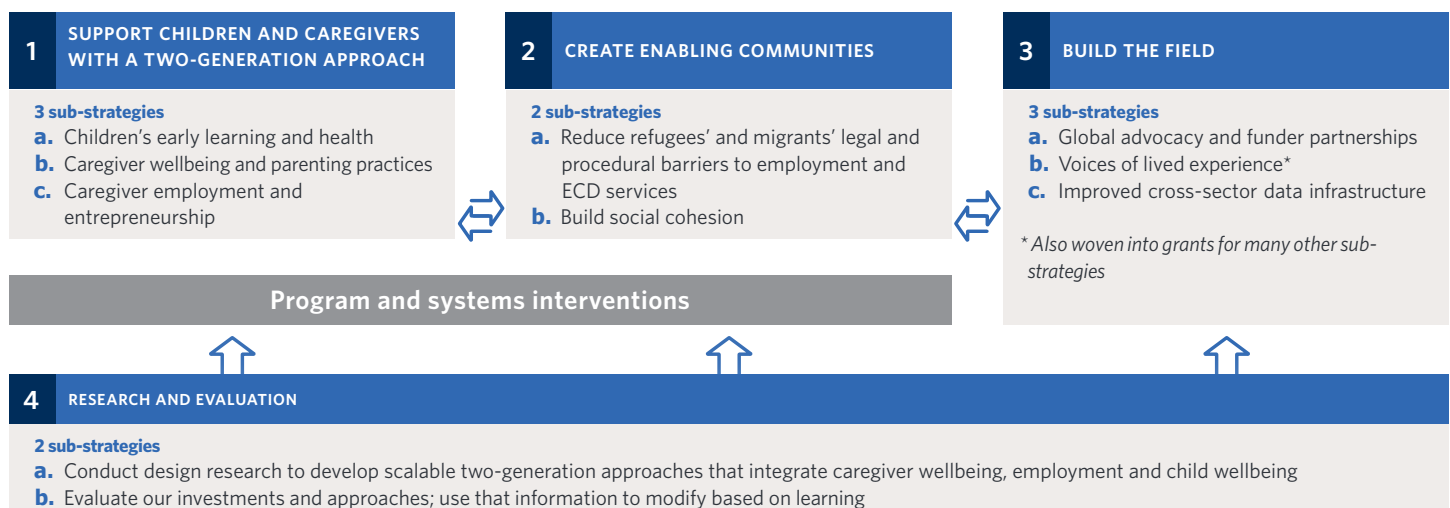 1
SUPPORT CHILDREN AND CAREGIVERS
WITH A TWO-GENERATION APPROACH
3 sub-strategies
a. Children’s early learning and health
b. Caregiver wellbeing and parenting practices
c. Caregiver employment and
entrepreneurship
2
CREATE ENABLING COMMUNITIES
2 sub-strategies
a. Reduce refugees’ and migrants’ legal and
procedural barriers to employment and
ECD services
b. Build social cohesion
3
BUILD THE FIELD
3 sub-strategies
a. Global advocacy and funder partnerships
b. Voices of lived experience*
c. Improved cross-sector data infrastructure
* Also woven into grants for many other sub-
strategies
Program and systems interventions
4
RESEARCH AND EVALUATION
2 sub-strategies
a. Conduct design research to develop scalable two-generation approaches that integrate caregiver wellbeing, employment and child wellbeing
b. Evaluate our investments and approaches; use that information to modify based on learning